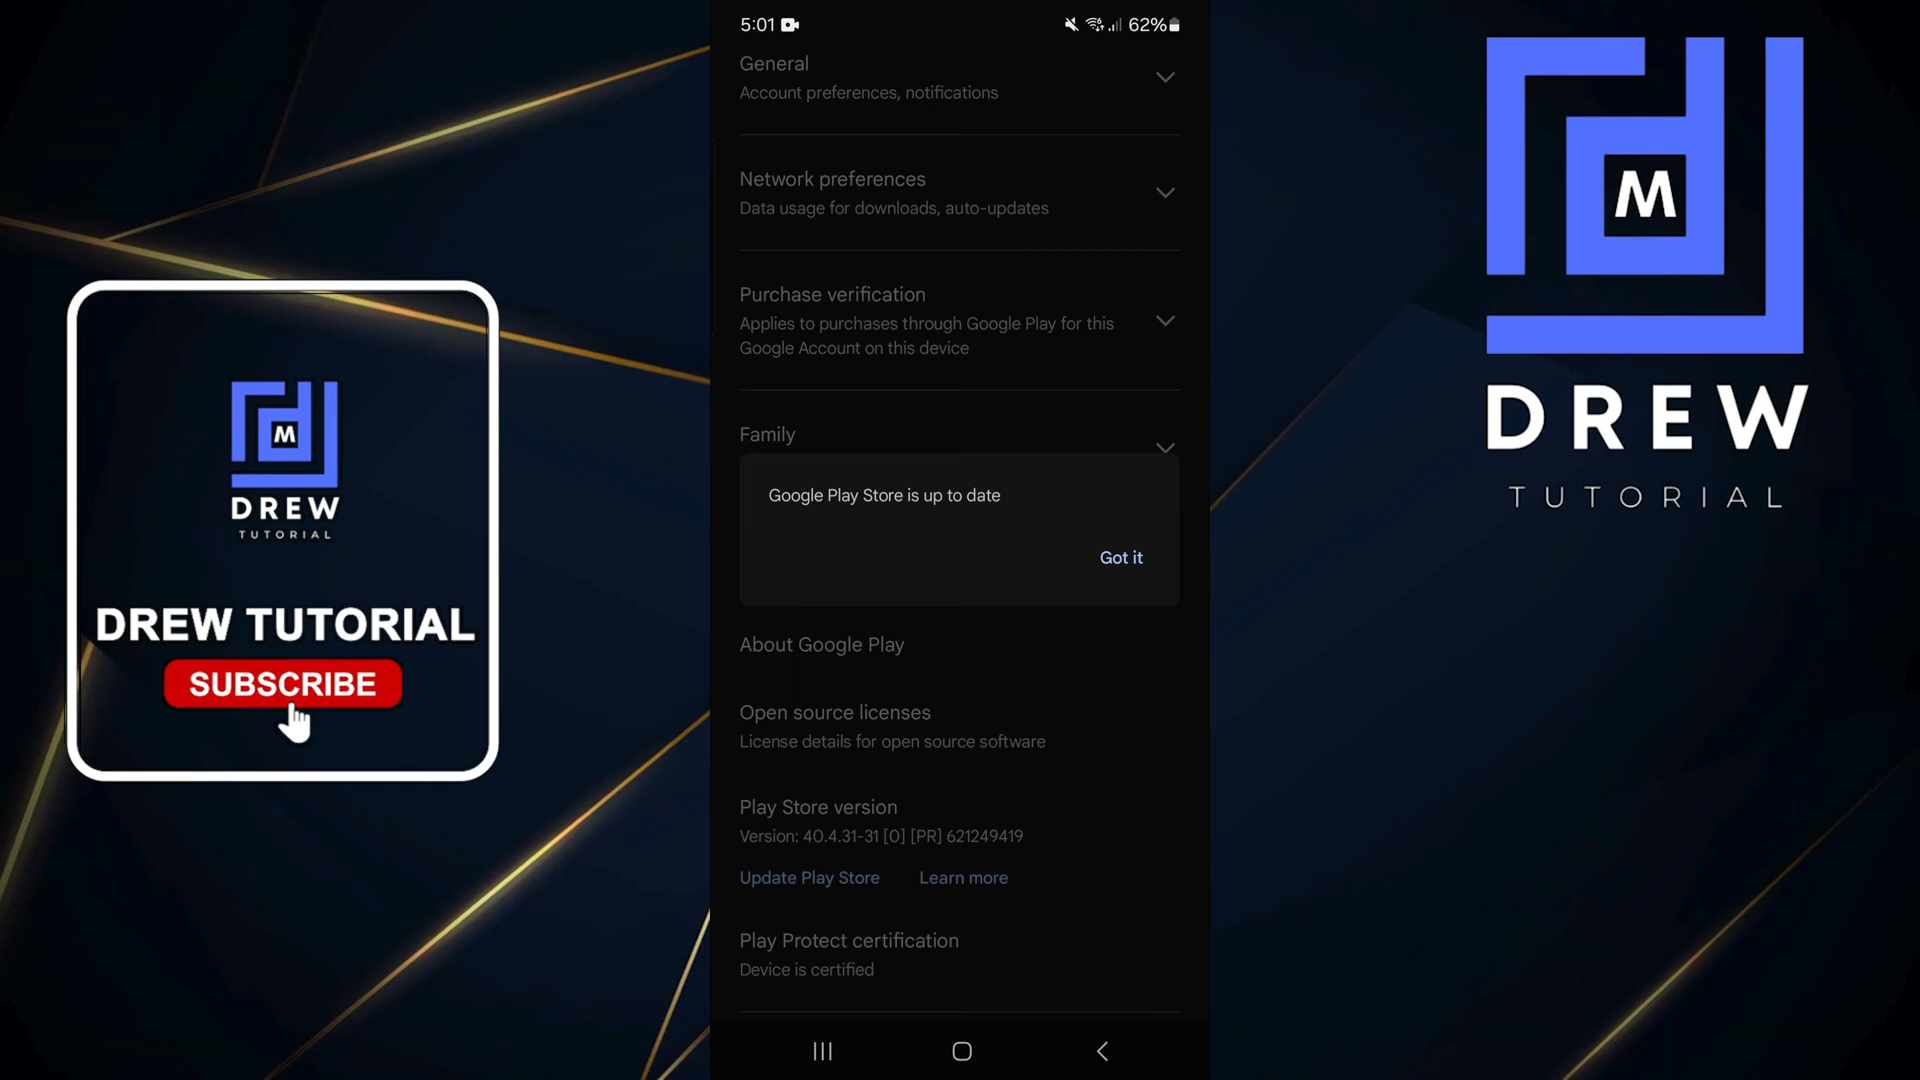 5:01
62%
General
Account preferences, notifications
Network preferences
Data usage for downloads, auto-updates
Purchase verification
Applies to purchases through Google Play for this
Google Account on this device
Family
Google Play Store is up to date
Got it
About Google Play
Open source licenses
License details for open source software
Play Store version
Version: 40.4.31-31 [0] [PR] 621249419
Update Play Store
Learn more
Play Protect certification
Device is certified
M
DREW
TUTORIAL
DREW TUTORIAL
SUBSCRIBE
M
DREW
TUTORIAL